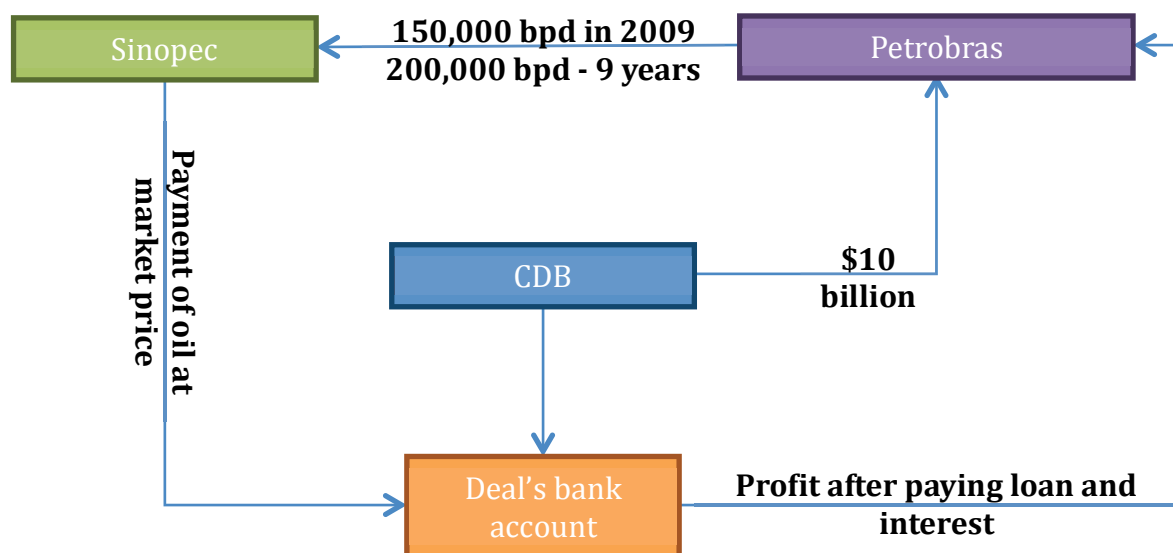 Sinopec
150,000 bpd in 2009
200,000 bpd - 9 years
Petrobras
Payment of oil at
market price
CDB
$10
billion
Deal’s bank
account
Profit after paying loan and
interest